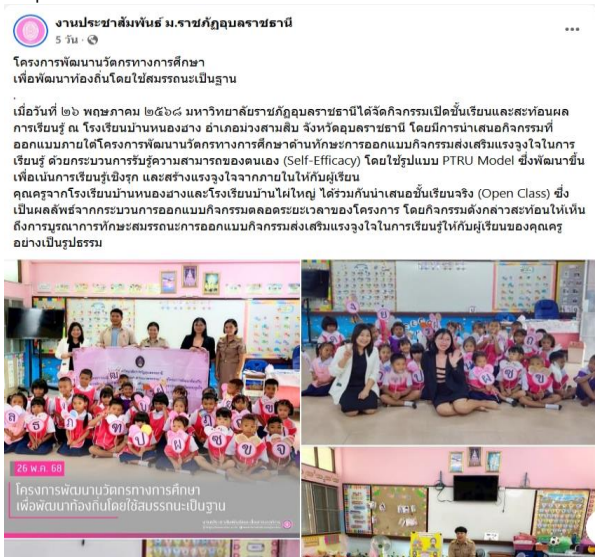 งานประชาสัมพันธ์ ม.ราชภัฏอุบลราชธานี
5 วัน
โครงการพัฒนานวัตกรทางการศึกษา
เพื่อพัฒนาท้องถิ่นโดยใช้สมรรถนะเป็นฐาน
.
เมื่อวันที่ ๒๖ พฤษภาคม ๒๕๖๘ มหาวิทยาลัยราชภัฏอุบลราชธานีได้จัดกิจกรรมเปิดชั้นเรียนและสะท้อนผล
การเรียนรู้ ณ โรงเรียนบ้านหนองฮาง อำเภอม่วงสามสิบ จังหวัดอุบลราชธานี โดยมีการนำเสนอกิจกรรมที่
ออกแบบภายใต้โครงการพัฒนานวัตกรทางการศึกษาด้านทักษะการออกแบบกิจกรรมส่งเสริมแรงจูงใจในการ
เรียนรู้ ด้วยกระบวนการรับรู้ความสามารถของตนเอง (Self-Efficacy) โดยใช้รูปแบบ PTRU Model ซึ่งพัฒนาขึ้น
เพื่อเน้นการเรียนรู้เชิงรุก และสร้างแรงจูงใจจากภายในให้กับผู้เรียน
คุณครูจากโรงเรียนบ้านหนองฮางและโรงเรียนบ้านไผ่ใหญ่ ได้ร่วมกันนำเสนอชั้นเรียนจริง (Open Class) ซึ่ง
เป็นผลลัพธ์จากกระบวนการออกแบบกิจกรรมตลอดระยะเวลาของโครงการ โดยกิจกรรมดังกล่าวสะท้อนให้เห็น
ถึงการบูรณาการทักษะสมรรถนะการออกแบบกิจกรรมส่งเสริมแรงจูงใจในการเรียนรู้ให้กับผู้เรียนของคุณครู
อย่างเป็นรูปธรรม
26 พ.ค. 68
โครงการพัฒนานวัตกรทางการศึกษา
เพื่อพัฒนาท้องถิ่นโดยใช้สมรรถนะเป็นฐาน